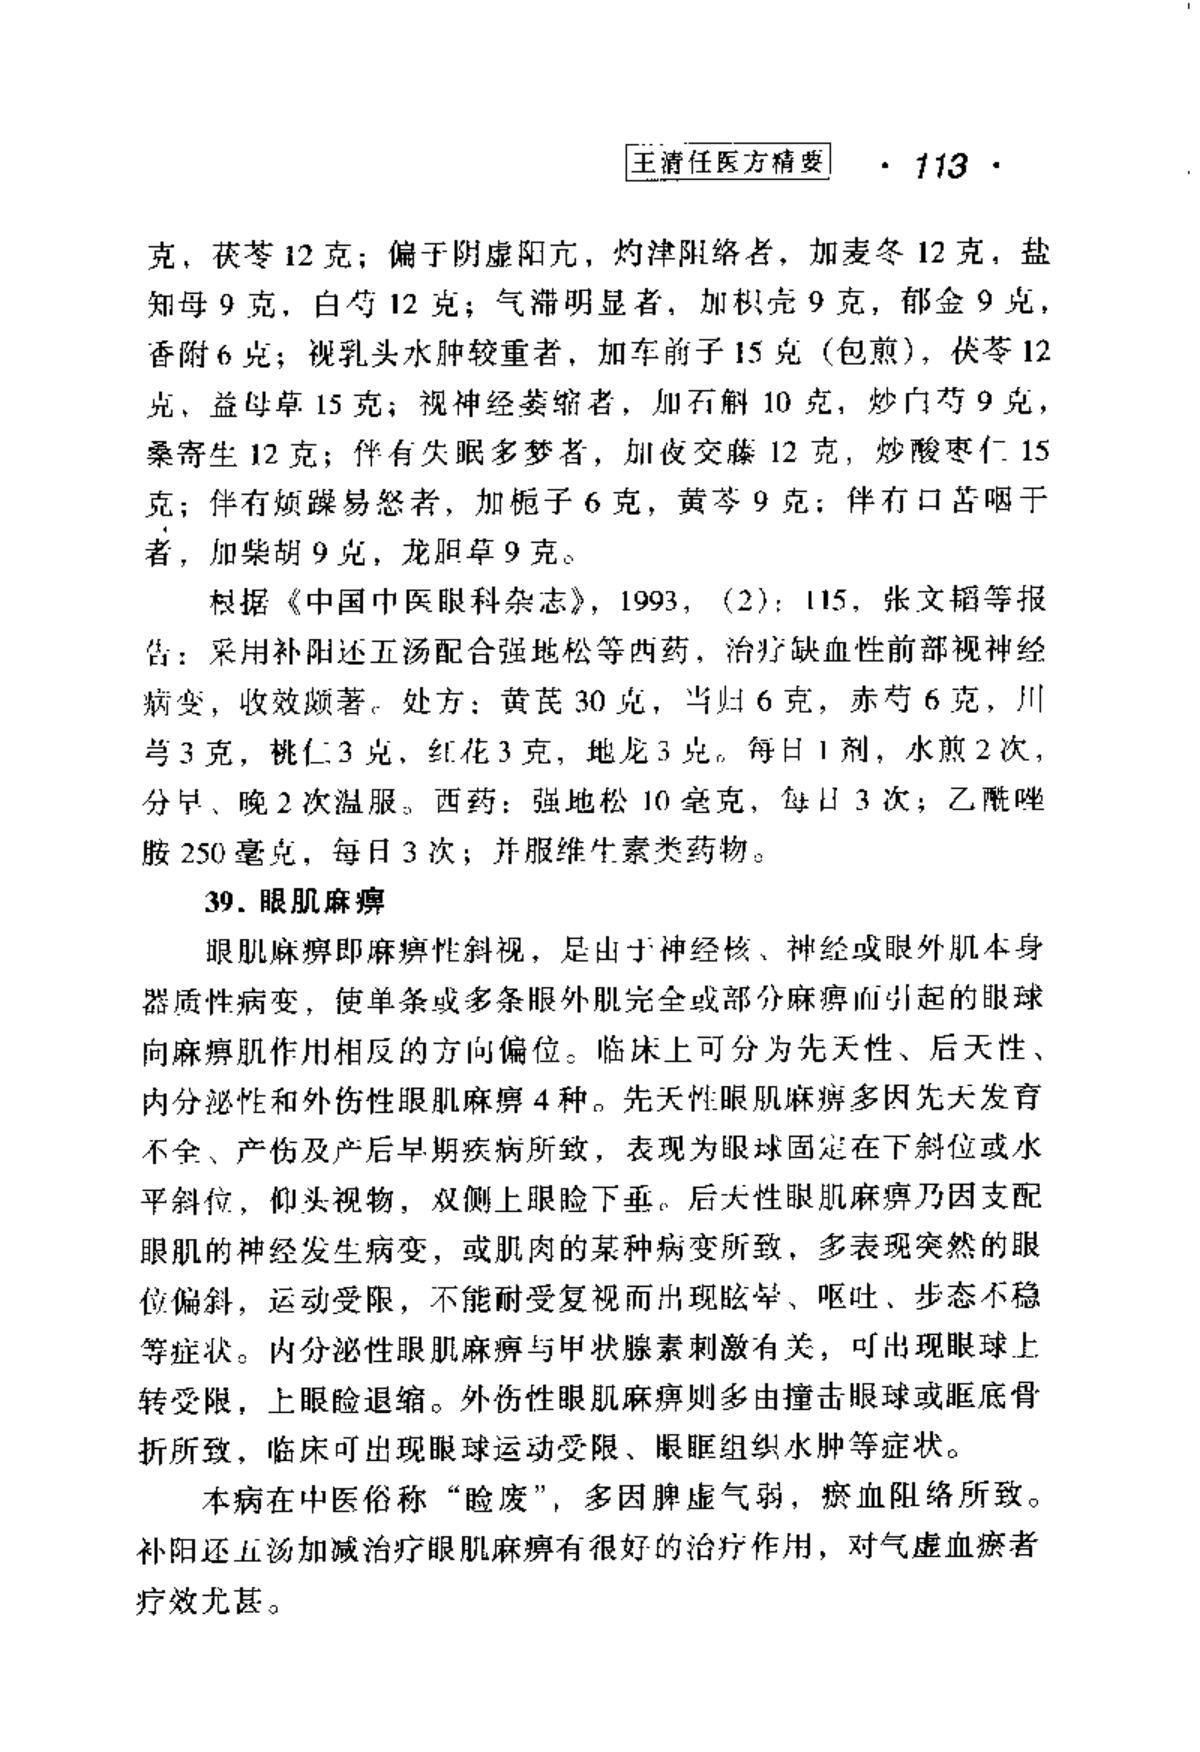 王清任医方精要 · 113 ·
克，茯苓 12 克；偏于阴虚阳亢，灼津阻络者，加麦冬 12 克，盐
知母 9 克，白芍 12 克；气滞明显者，加枳壳 9 克，郁金 9 克，
香附 6 克；视乳头水肿较重者，加车前子 15 克（包煎），茯苓 12
克，益母草 15 克；视神经萎缩者，加石斛 10 克，炒白芍 9 克，
桑寄生 12 克；伴有失眠多梦者，加夜交藤 12 克，炒酸枣仁 15
克；伴有烦躁易怒者，加栀子 6 克，黄芩 9 克；伴有口苦咽干
者，加柴胡 9 克，龙胆草 9 克。
根据《中国中医眼科杂志》，1993，（2）：115，张文韬等报
告：采用补阳还五汤配合强地松等西药，治疗缺血性前部视神经
病变，收效颇著。处方：黄芪 30 克，当归 6 克，赤芍 6 克，川
芎 3 克，桃仁 3 克，红花 3 克，地龙 3 克。每日 1 剂，水煎 2 次，
分早、晚 2 次温服。西药：强地松 10 毫克，每日 3 次；乙酰唑
胺 250 毫克，每日 3 次；并服维生素类药物。
39. 眼肌麻痹
眼肌麻痹即麻痹性斜视，是由于神经核、神经或眼外肌本身
器质性病变，使单条或多条眼外肌完全或部分麻痹而引起的眼球
向麻痹肌作用相反的方向偏位。临床上可分为先天性、后天性、
内分泌性和外伤性眼肌麻痹 4 种。先天性眼肌麻痹多因先天发育
不全、产伤及产后早期疾病所致，表现为眼球固定在下斜位或水
平斜位，仰头视物，双侧上眼睑下垂。后天性眼肌麻痹乃因支配
眼肌的神经发生病变，或肌肉的某种病变所致，多表现突然的眼
位偏斜，运动受限，不能耐受复视而出现眩晕、呕吐、步态不稳
等症状。内分泌性眼肌麻痹与甲状腺素刺激有关，可出现眼球上
转受限，上眼睑退缩。外伤性眼肌麻痹则多由撞击眼球或眶底骨
折所致，临床可出现眼球运动受限、眼眶组织水肿等症状。
本病在中医俗称“睑废”，多因脾虚气弱，瘀血阻络所致。
补阳还五汤加减治疗眼肌麻痹有很好的治疗作用，对气虚血瘀者
疗效尤甚。